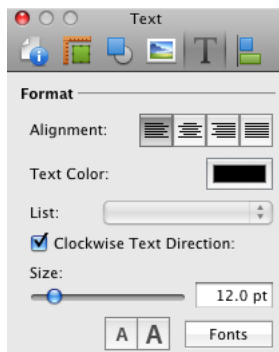 Text
T
Format
Alignment:
Text Color:
List:
Clockwise Text Direction:
Size:
12.0 pt
A A Fonts